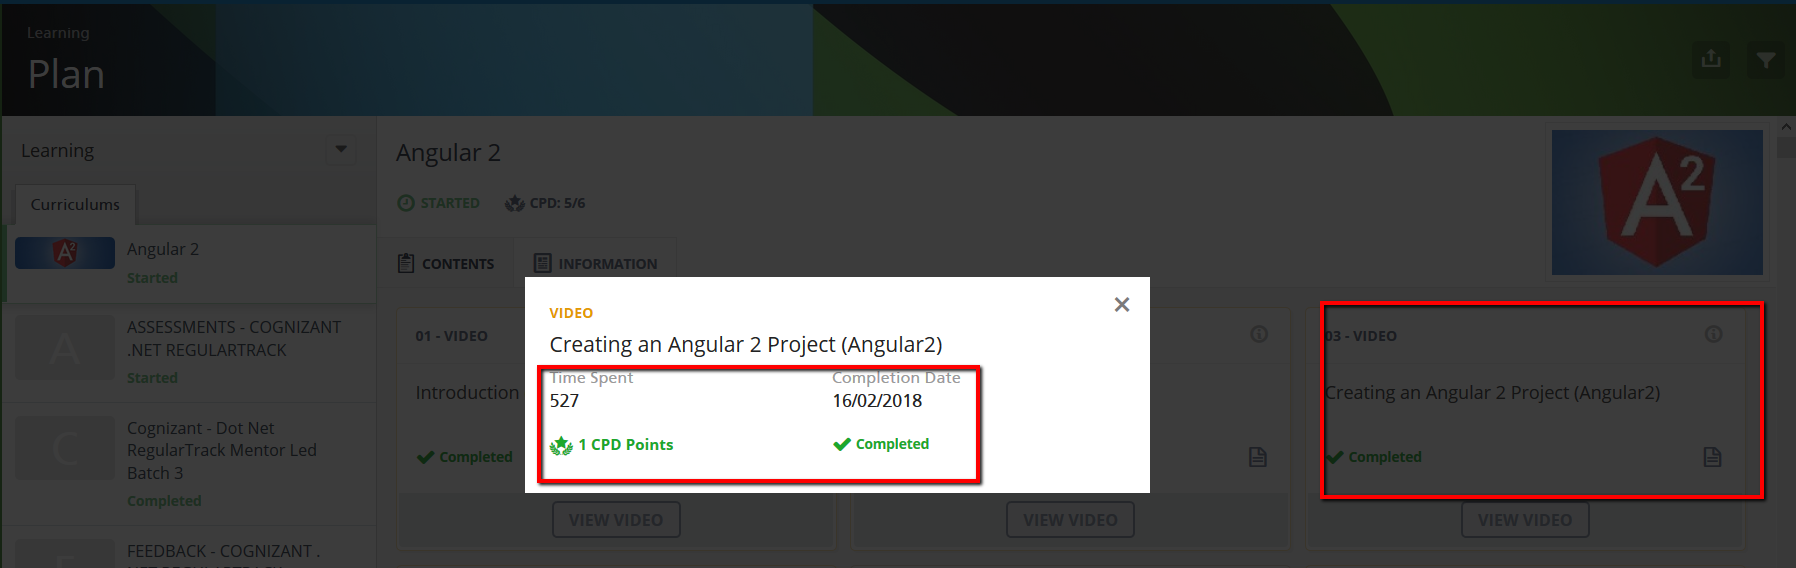 Learning
Plan
Learning
Curriculums
Angular 2
Started
ASSESSMENTS - COGNIZANT
.NET REGULARTRACK
Started
Cognizant - Dot Net
RegularTrack Mentor Led
Batch 3
Completed
FEEDBACK - COGNIZANT .
Angular 2
STARTED
CPD: 5/6
CONTENTS
INFORMATION
A2
A2
A
C
01 - VIDEO
Introduction
Completed
VIEW VIDEO
VIDEO
Creating an Angular 2 Project (Angular2)
Time Spent
527
Completion Date
16/02/2018
1 CPD Points
Completed
VIEW VIDEO
03 - VIDEO
Creating an Angular 2 Project (Angular2)
Completed
VIEW VIDEO